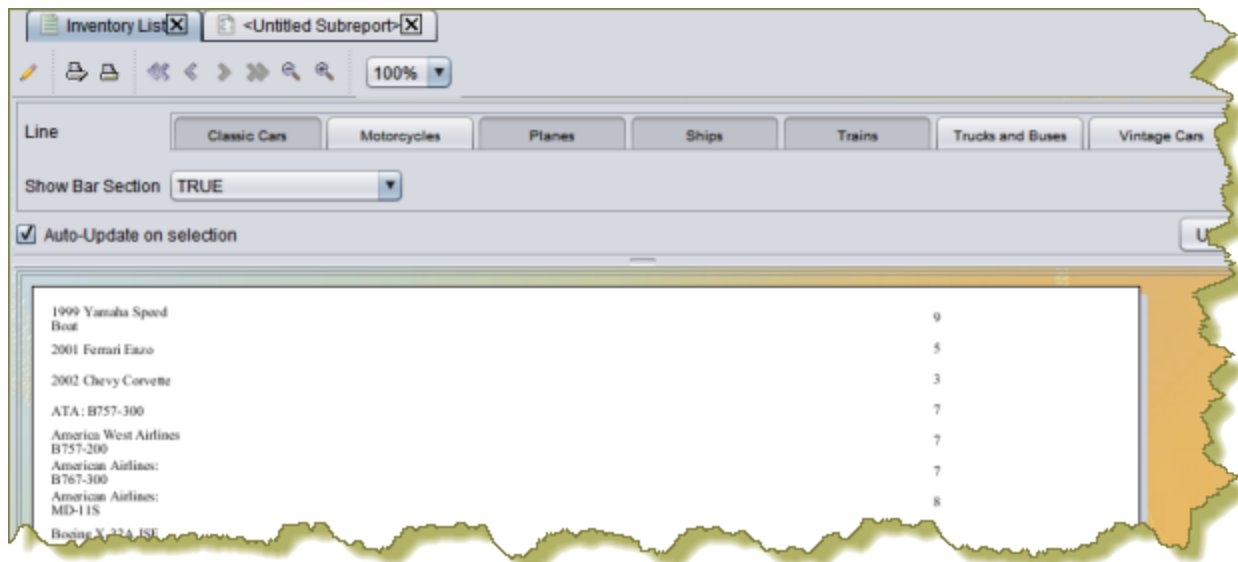 Inventory List <Untitled Subreport>
100%
Line Classic Cars Motorcycles Planes Ships Trains Trucks and Buses Vintage Cars
Show Bar Section TRUE
Auto-Update on selection U
1999 Yamaha Speed
Boat 9
2001 Ferrari Enzo 5
2002 Chevy Corvette 3
ATA: B757-300 7
America West Airlines
B757-200 7
American Airlines:
B767-300 7
American Airlines:
MD-11S 8
Boeing X-32A JSF